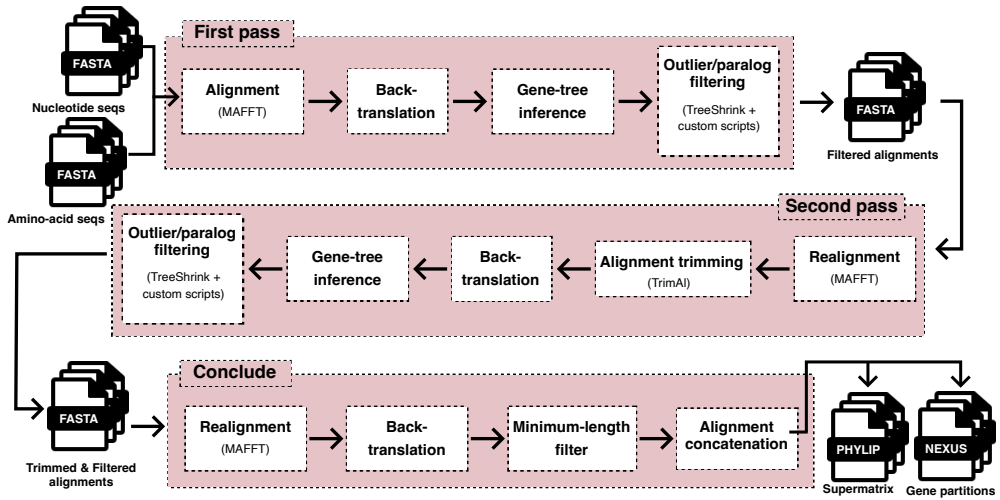 First pass
FASTA
Nucleotide seqs
FASTA
Amino-acid seqs
Alignment
(MAFFT)
Back-
translation
Gene-tree
inference
Outlier/paralog
filtering
(TreeShrink +
custom scripts)
FASTA
Filtered alignments
Second pass
Realignment
(MAFFT)
Alignment trimming
(TrimAl)
Back-
translation
Gene-tree
inference
Outlier/paralog
filtering
(TreeShrink +
custom scripts)
FASTA
Trimmed & Filtered
alignments
Conclude
Realignment
(MAFFT)
Back-
translation
Minimum-length
filter
Alignment
concatenation
PHYLIP
Supermatrix
NEXUS
Gene partitions